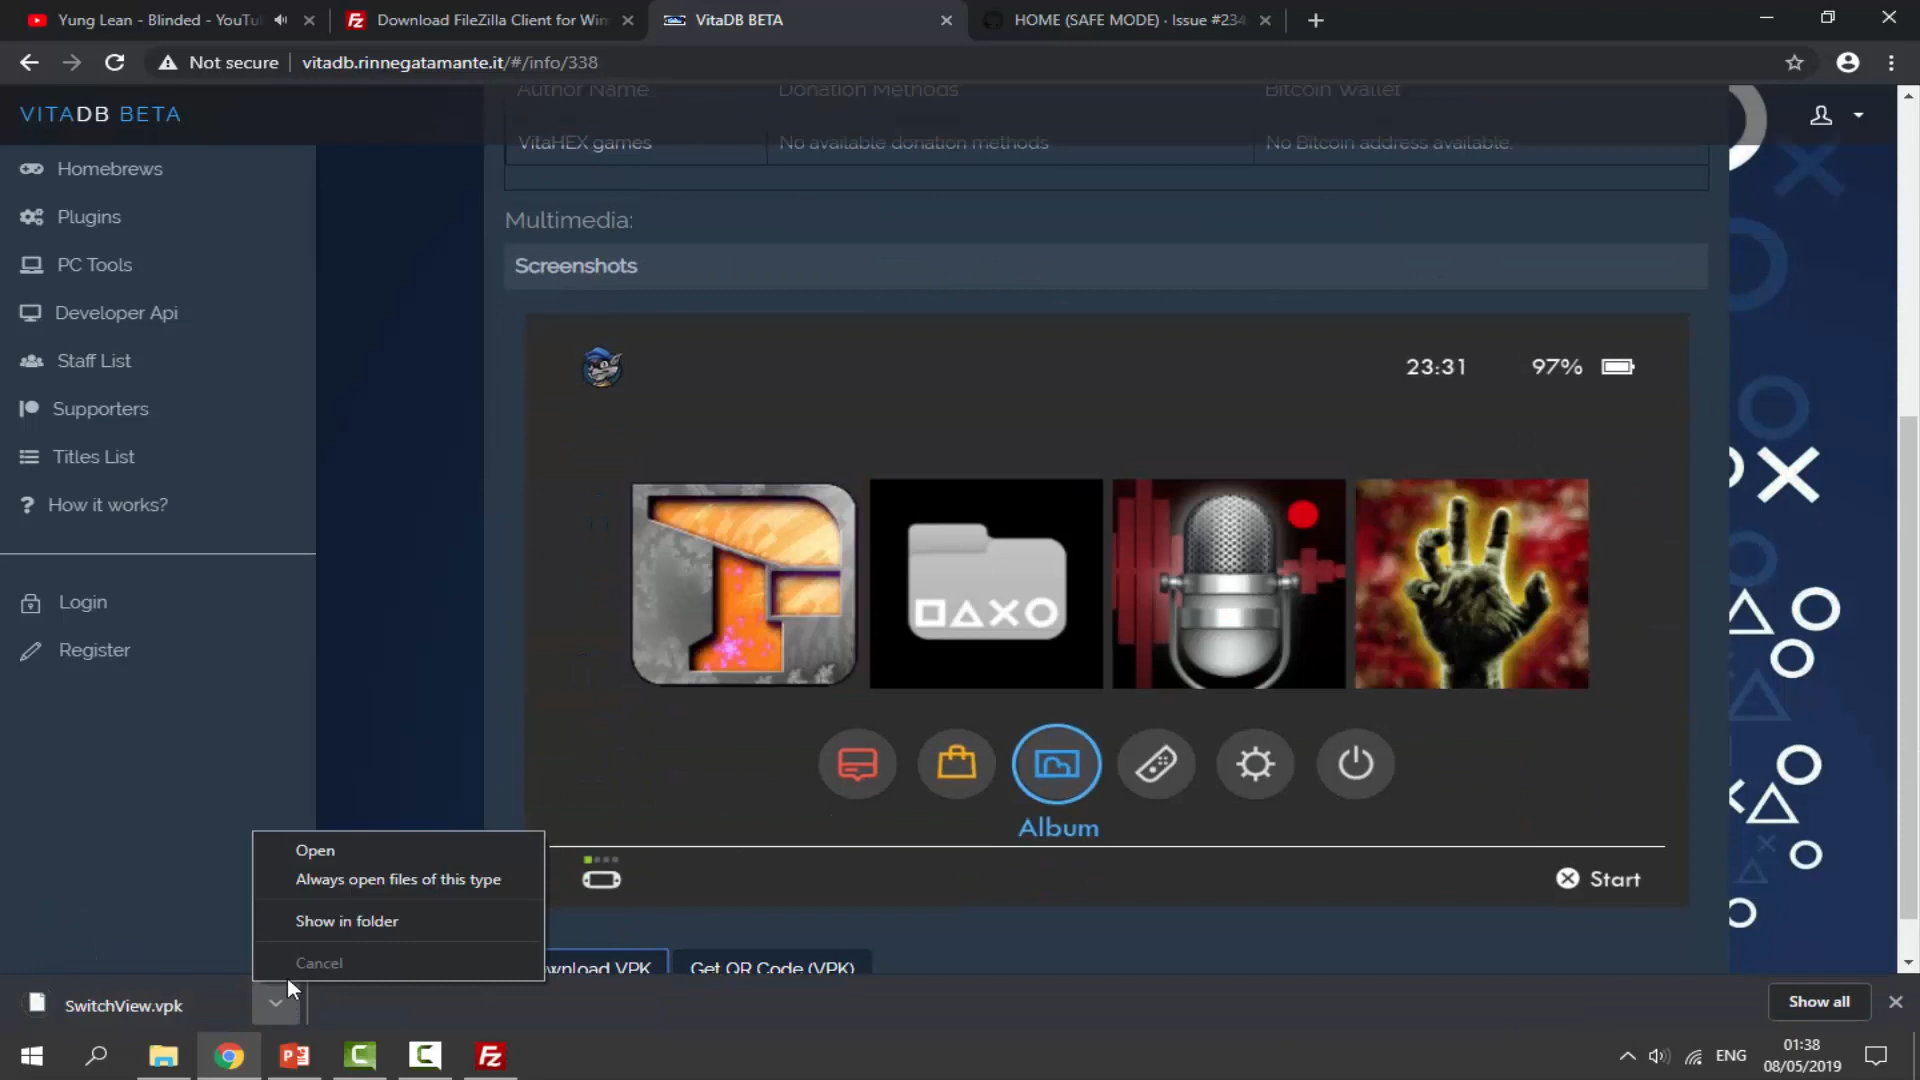 Yung Lean - Blinded - YouTu
Download FileZilla Client for Win
VitaDB BETA
HOME (SAFE MODE) · Issue #234
Not secure
vitadb.rinnegatamante.it/#/info/338
VITADB BETA
Author Name
Donation Methods
Bitcoin Wallet
VitaHEX games
No available donation methods
No Bitcoin address available.
Homebrews
Plugins
PC Tools
Developer Api
Staff List
Supporters
Titles List
How it works?
Login
Register
Multimedia:
Screenshots
23:31
97%
Album
Start
Open
Always open files of this type
Show in folder
Cancel
wnload VPK
Get QR Code (VPK)
SwitchView.vpk
Show all
ENG
01:38
08/05/2019